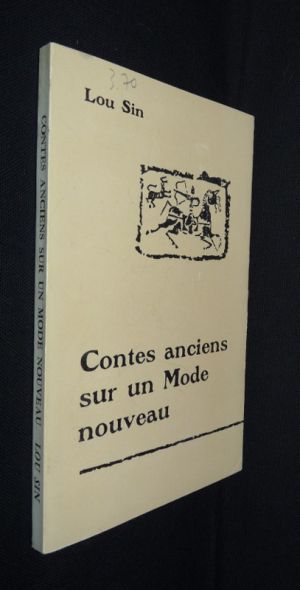 3.70
Lou Sin
Contes anciens
sur un Mode
nouveau
CONTES ANCIENS SUR UN MODE NOUVEAU LOU SIN